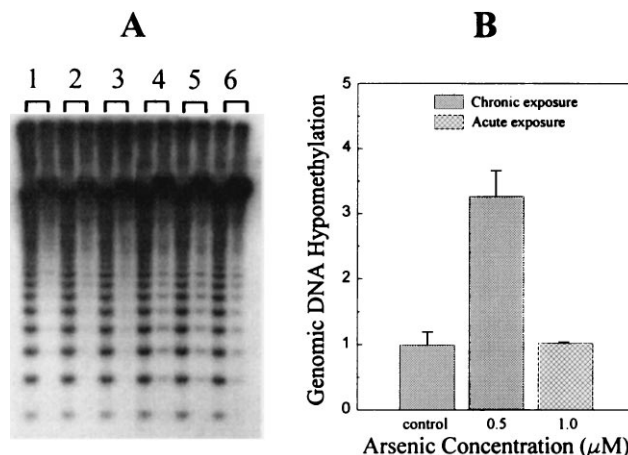 A
1 2 3 4 5 6
B
Genomic DNA Hypomethylation
5
4
3
2
1
0
Chronic exposure
Acute exposure
control 0.5 1.0
Arsenic Concentration (μM)